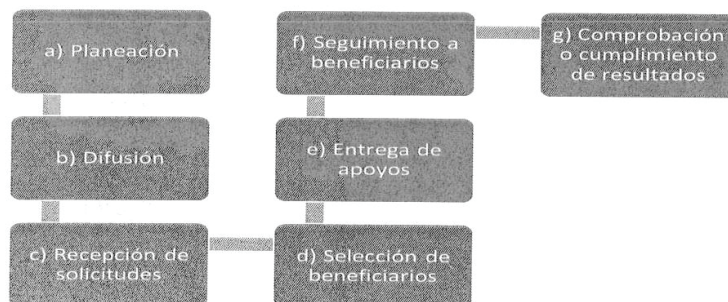 a) Planeación
b) Difusión
c) Recepción de
solicitudes
d) Selección de
beneficiarios
e) Entrega de
apoyos
f) Seguimiento a
beneficiarios
g) Comprobación
o cumplimiento
de resultados